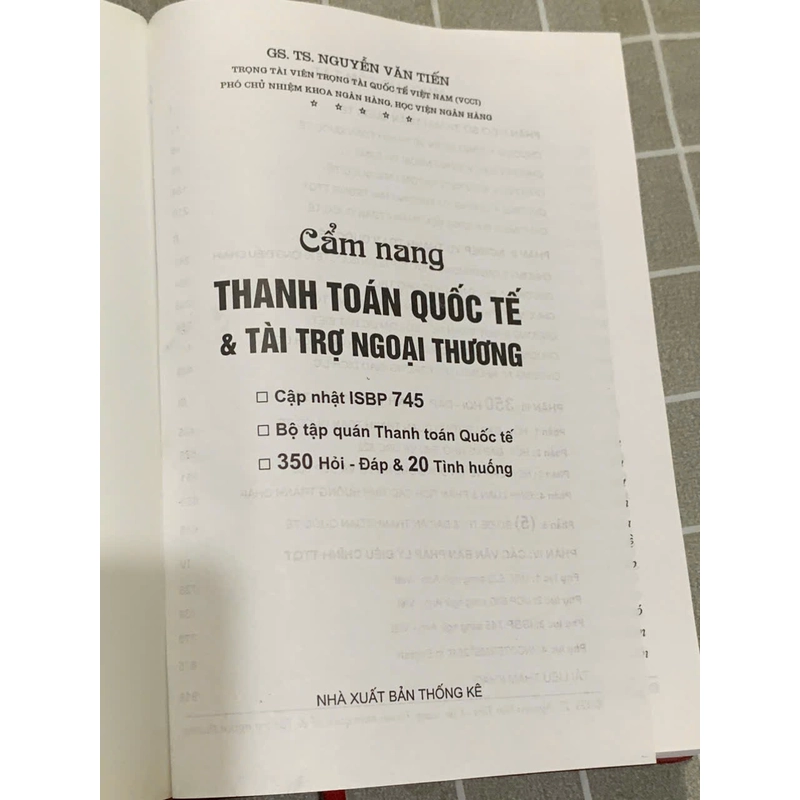 GS. TS. NGUYỄN VĂN TIẾN
TRỌNG TÀI VIÊN TRỌNG TÀI QUỐC TẾ VIỆT NAM (VCCI)
PHÓ CHỦ NHIỆM KHOA NGÂN HÀNG, HỌC VIỆN NGÂN HÀNG
☆ ☆ ☆ ☆ ☆
Cẩm nang
THANH TOÁN QUỐC TẾ
& TÀI TRỢ NGOẠI THƯƠNG
□ Cập nhật ISBP 745
□ Bộ tập quán Thanh toán Quốc tế
□ 350 Hỏi - Đáp & 20 Tình huống
NHÀ XUẤT BẢN THỐNG KÊ